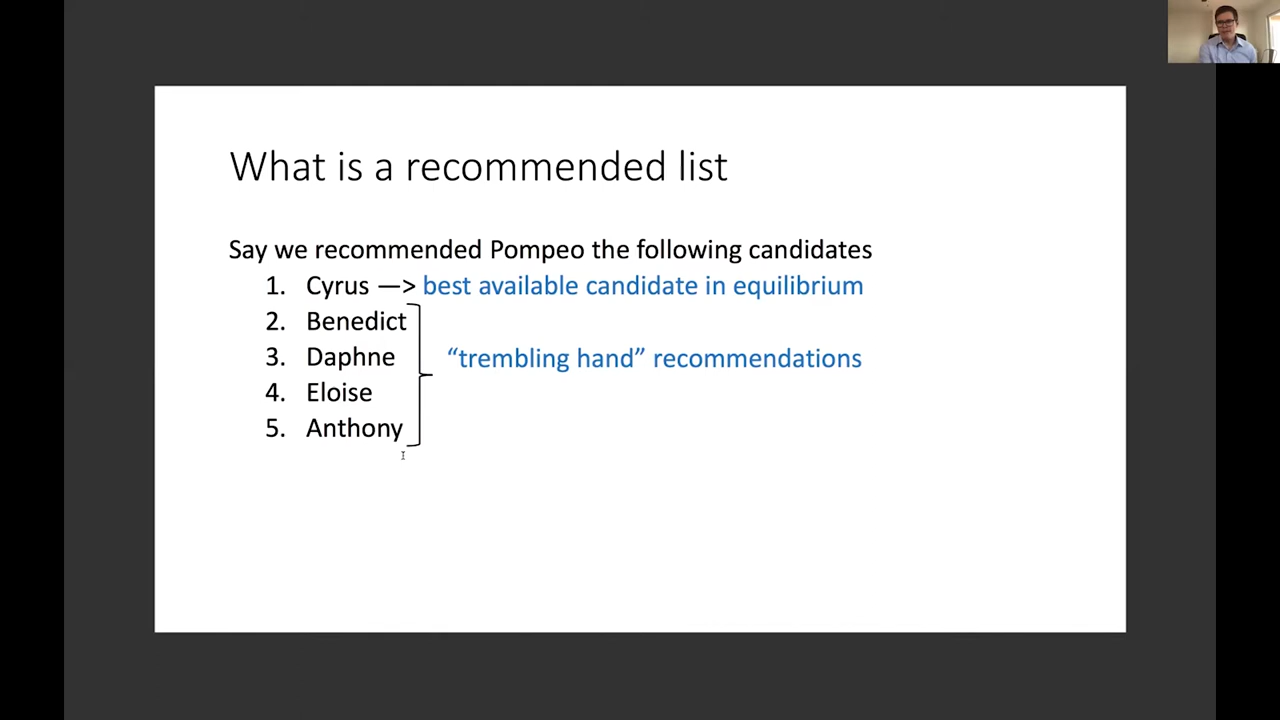 What is a recommended list
Say we recommended Pompeo the following candidates
1. Cyrus —> best available candidate in equilibrium
2. Benedict
3. Daphne
“trembling hand” recommendations
4. Eloise
5. Anthony